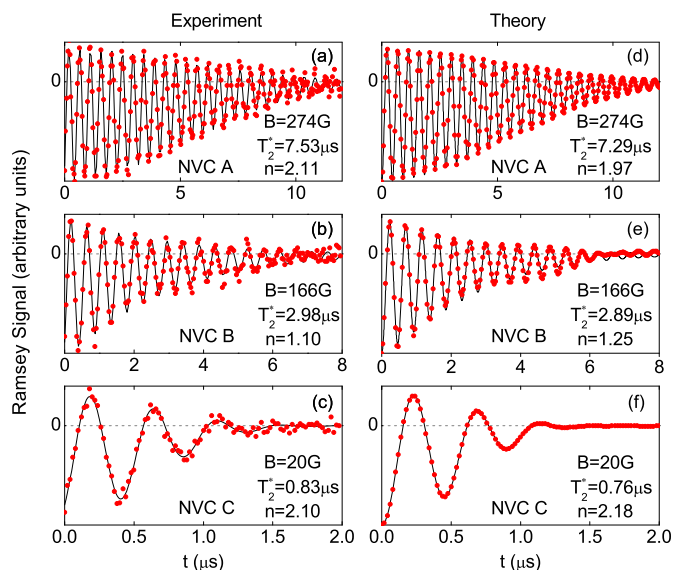 Experiment
Theory
Ramsey Signal (arbitrary units)
(a)
0
B=274G
T₂*=7.53μs
NVC A
n=2.11
0 5 10
(d)
0
B=274G
T₂*=7.29μs
NVC A
n=1.97
0 5 10
(b)
0
B=166G
T₂*=2.98μs
NVC B
n=1.10
0 2 4 6 8
(e)
0
B=166G
T₂*=2.89μs
NVC B
n=1.25
0 2 4 6 8
(c)
0
B=20G
T₂*=0.83μs
NVC C
n=2.10
0.0 0.5 1.0 1.5 2.0
t (μs)
(f)
0
B=20G
T₂*=0.76μs
NVC C
n=2.18
0.0 0.5 1.0 1.5 2.0
t (μs)